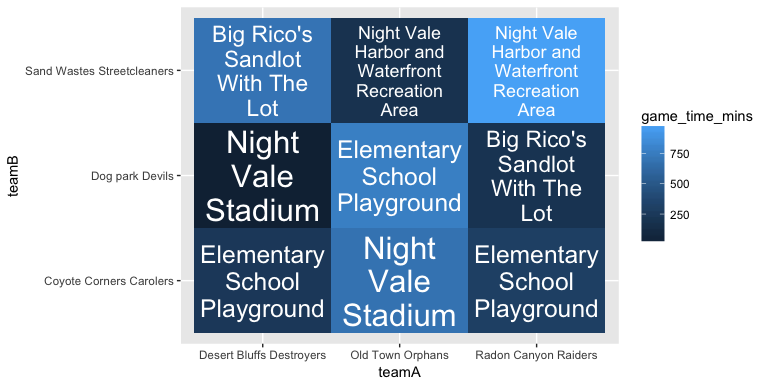 Big Rico's
Sandlot
With The
Lot
Night Vale
Harbor and
Waterfront
Recreation
Area
Night Vale
Harbor and
Waterfront
Recreation
Area
Night
Vale
Stadium
Elementary
School
Playground
Big Rico's
Sandlot
With The
Lot
Elementary
School
Playground
Night
Vale
Stadium
Elementary
School
Playground
Sand Wastes Streetcleaners
Dog park Devils
Coyote Corners Carolers
teamB
Desert Bluffs Destroyers
Old Town Orphans
Radon Canyon Raiders
teamA
game_time_mins
750
500
250